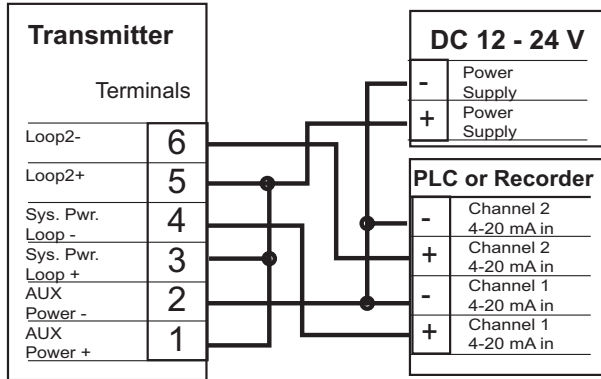 Transmitter
Terminals
Loop2-
6
Loop2+
5
Sys. Pwr.
Loop -
4
Sys. Pwr.
Loop +
3
AUX
Power -
2
AUX
Power +
1
DC 12 - 24 V
-
Power
Supply
+
Power
Supply
PLC or Recorder
-
Channel 2
4-20 mA in
+
Channel 2
4-20 mA in
-
Channel 1
4-20 mA in
+
Channel 1
4-20 mA in